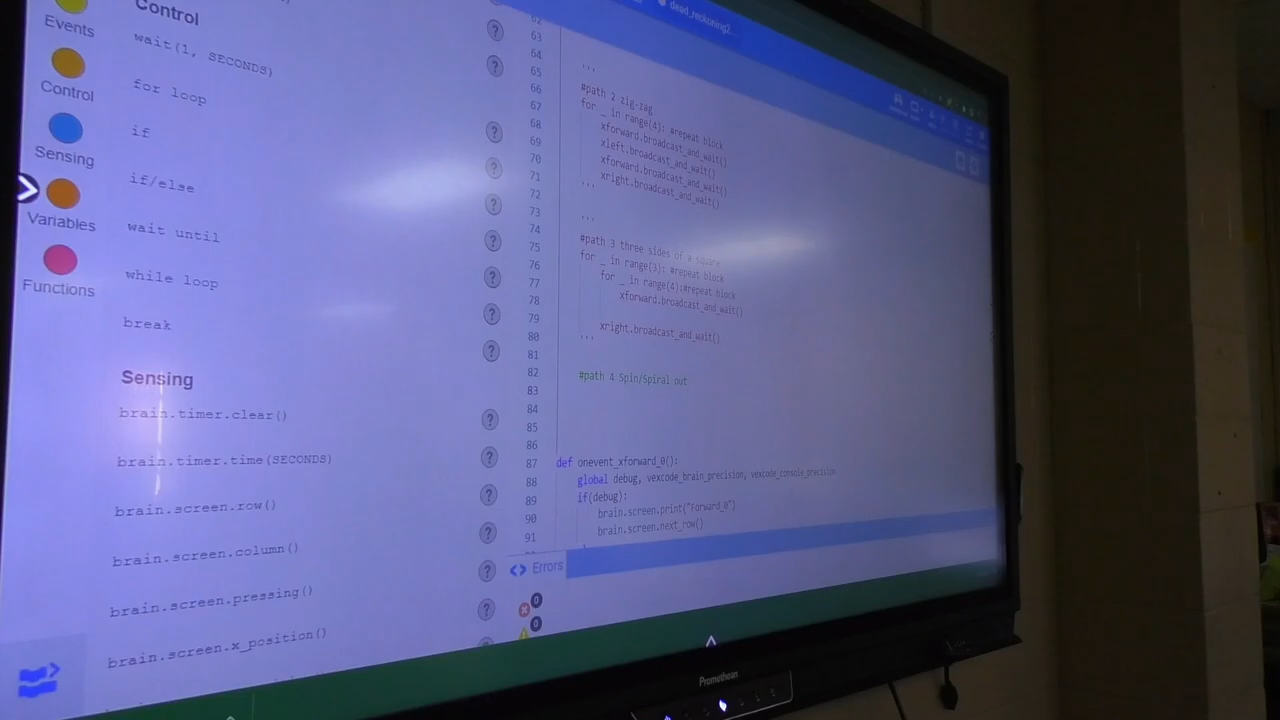 dead_reckoning2...
Events
Control
Sensing
Variables
Functions
Control
wait(1, SECONDS)
for loop
if
if/else
wait until
while loop
break
Sensing
brain.timer.clear()
brain.timer.time(SECONDS)
brain.screen.row()
brain.screen.column()
brain.screen.pressing()
brain.screen.x_position()
62
63
64
65 '''
66 #path 2 zig-zag
67 for _ in range(4): #repeat block
68 xforward.broadcast_and_wait()
69 xleft.broadcast_and_wait()
70 xforward.broadcast_and_wait()
71 xright.broadcast_and_wait()
72 '''
73
74 '''
75 #path 3 three sides of a square
76 for _ in range(3): #repeat block
77 for _ in range(4):#repeat block
78 xforward.broadcast_and_wait()
79
80 xright.broadcast_and_wait()
81 '''
82
83 #path 4 Spin/Spiral out
84
85
86
87 def onevent_xforward_0():
88 global debug, vexcode_brain_precision, vexcode_console_precision
89 if(debug):
90 brain.screen.print("Forward_0")
91 brain.screen.next_row()
<> Errors
0
0
Promethean